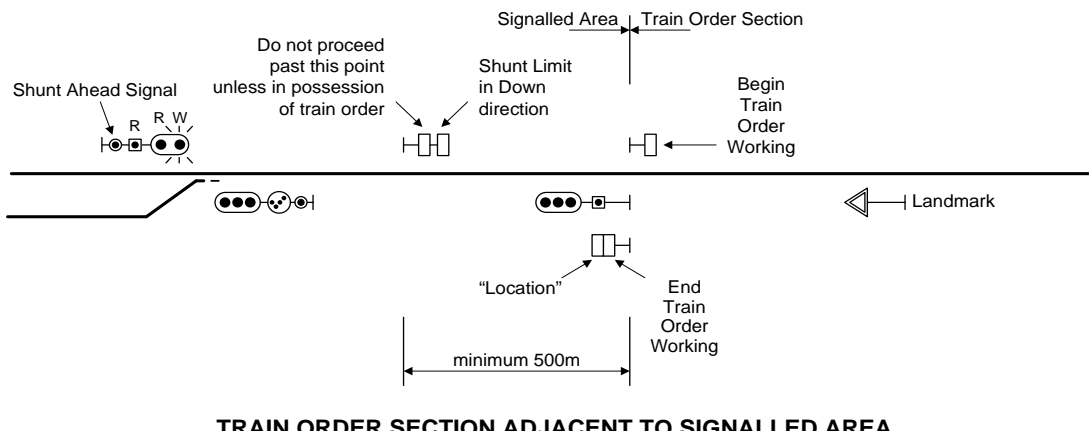 Signalled Area
Train Order Section
Do not proceed
past this point
unless in possession
of train order
Shunt Limit
in Down
direction
Shunt Ahead Signal
R
R W
Begin
Train
Order
Working
Landmark
“Location”
End
Train
Order
Working
minimum 500m
TRAIN ORDER SECTION ADJACENT TO SIGNALLED AREA